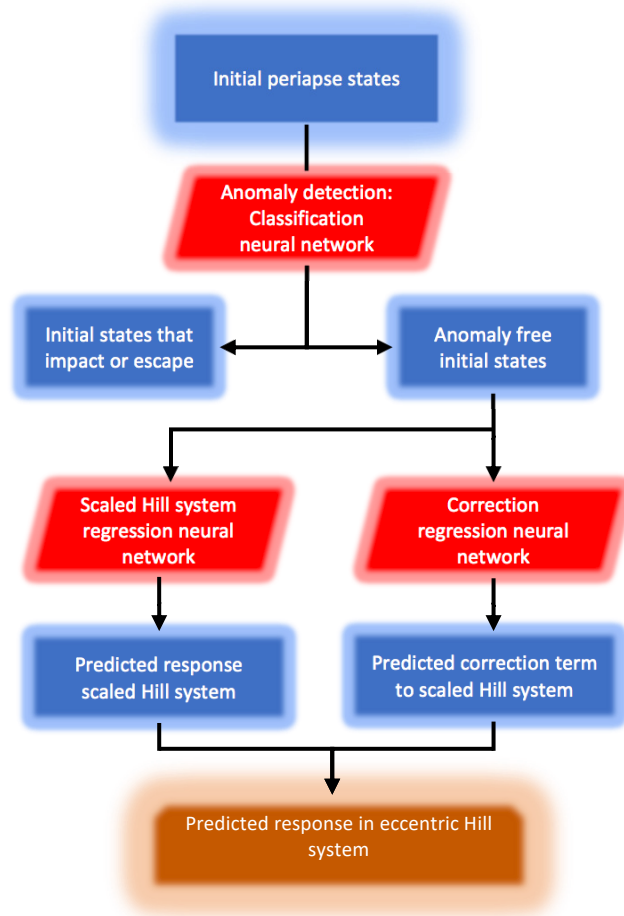 Initial periapse states
Anomaly detection:
Classification
neural network
Initial states that
impact or escape
Anomaly free
initial states
Scaled Hill system
regression neural
network
Correction
regression neural
network
Predicted response
scaled Hill system
Predicted correction term
to scaled Hill system
Predicted response in eccentric Hill
system